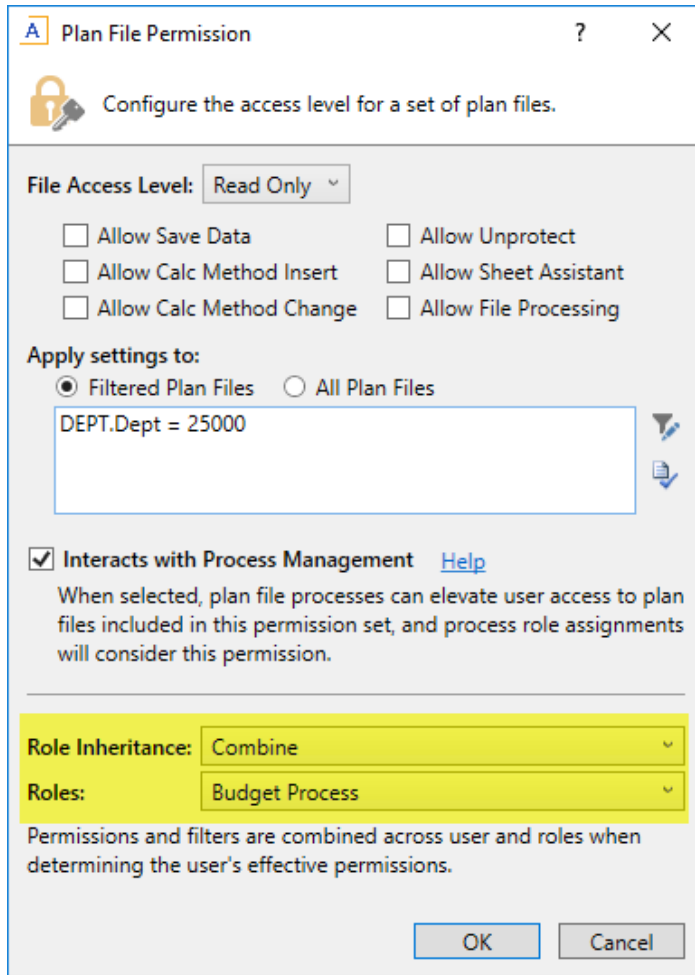 A Plan File Permission ?
Configure the access level for a set of plan files.
File Access Level: Read Only
Allow Save Data Allow Unprotect
Allow Calc Method Insert Allow Sheet Assistant
Allow Calc Method Change Allow File Processing
Apply settings to:
Filtered Plan Files All Plan Files
DEPT.Dept = 25000
Interacts with Process Management Help
When selected, plan file processes can elevate user access to plan
files included in this permission set, and process role assignments
will consider this permission.
Role Inheritance: Combine
Roles: Budget Process
Permissions and filters are combined across user and roles when
determining the user's effective permissions.
OK Cancel